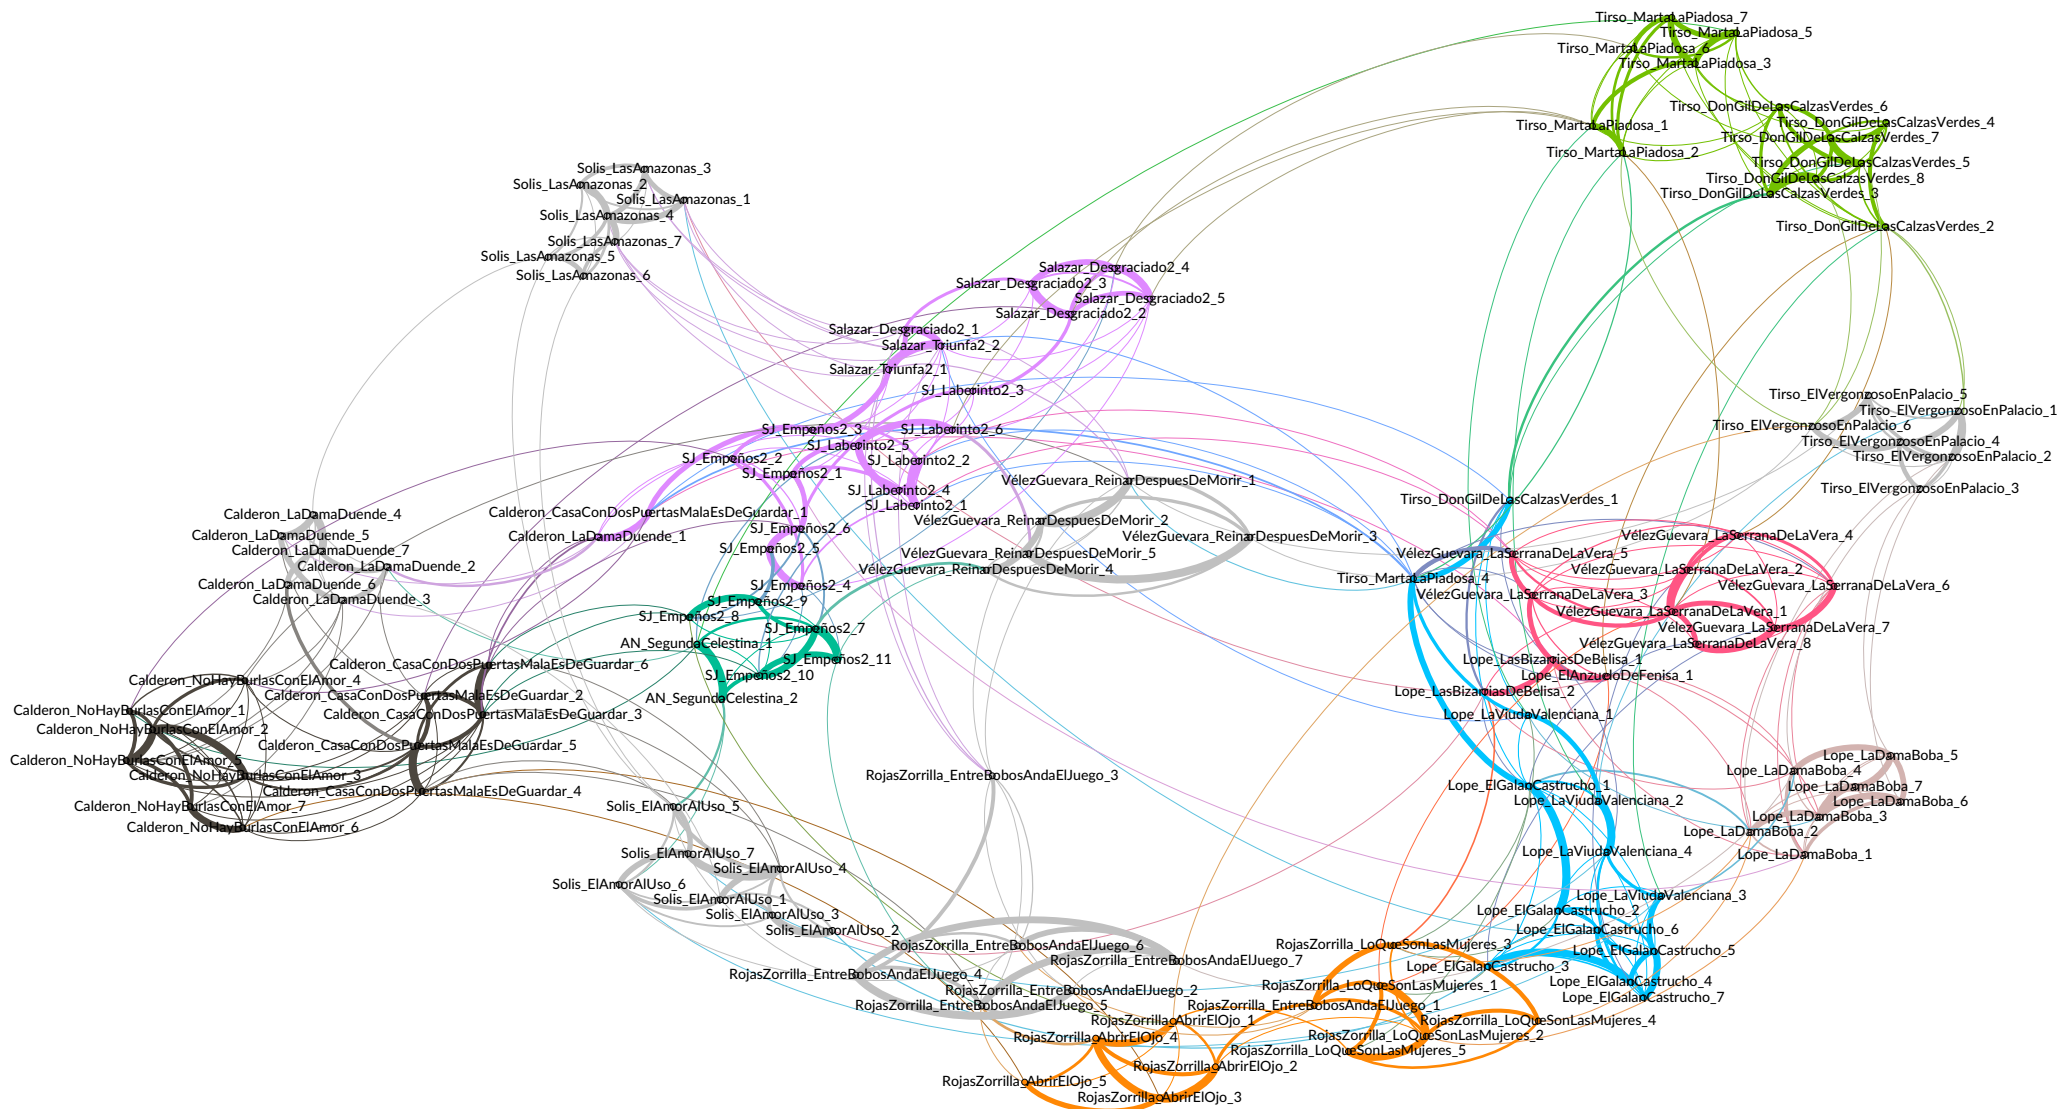 Tirso_MartaLaPiadosa_7
Tirso_MartaLaPiadosa_5
Tirso_MartaLaPiadosa_6
Tirso_MartaLaPiadosa_3
Tirso_DonGilDeLasCalzasVerdes_6
Tirso_DonGilDeLasCalzasVerdes_4
Tirso_MartaLaPiadosa_1
Tirso_DonGilDeLasCalzasVerdes_7
Tirso_MartaLaPiadosa_2
Tirso_DonGilDeLasCalzasVerdes_5
Tirso_DonGilDeLasCalzasVerdes_8
Tirso_DonGilDeLasCalzasVerdes_3
Tirso_DonGilDeLasCalzasVerdes_2
Solis_LasAmazonas_3
Solis_LasAmazonas_2
Solis_LasAmazonas_1
Solis_LasAmazonas_4
Solis_LasAmazonas_7
Solis_LasAmazonas_5
Solis_LasAmazonas_6
Salazar_Desgraciado2_4
Salazar_Desgraciado2_3
Salazar_Desgraciado2_5
Salazar_Desgraciado2_2
Salazar_Desgraciado2_1
Salazar_Triunfa2_2
Salazar_Triunfa2_1
SJ_Laberinto2_3
Tirso_ElVergonzosoEnPalacio_5
Tirso_ElVergonzosoEnPalacio_1
Tirso_ElVergonzosoEnPalacio_6
Tirso_ElVergonzosoEnPalacio_4
Tirso_ElVergonzosoEnPalacio_2
Tirso_ElVergonzosoEnPalacio_3
SJ_Empeños2_3
SJ_Laberinto2_6
SJ_Laberinto2_5
SJ_Empeños2_2
SJ_Laberinto2_2
SJ_Empeños2_1
VélezGuevara_ReinarDespuesDeMorir_1
SJ_Laberinto2_4
SJ_Laberinto2_1
Tirso_DonGilDeLasCalzasVerdes_1
Calderon_CasaConDosPuertasMalaEsDeGuardar_1
Calderon_LaDamaDuende_4
VélezGuevara_ReinarDespuesDeMorir_2
SJ_Empeños2_6
Calderon_LaDamaDuende_5
Calderon_LaDamaDuende_1
VélezGuevara_LaSerranaDeLaVera_4
VélezGuevara_ReinarDespuesDeMorir_3
SJ_Empeños2_5
Calderon_LaDamaDuende_7
VélezGuevara_ReinarDespuesDeMorir_5
VélezGuevara_LaSerranaDeLaVera_5
Calderon_LaDamaDuende_2
VélezGuevara_ReinarDespuesDeMorir_4
VélezGuevara_LaSerranaDeLaVera_2
Tirso_MartaLaPiadosa_4
Calderon_LaDamaDuende_6
SJ_Empeños2_4
VélezGuevara_LaSerranaDeLaVera_6
VélezGuevara_LaSerranaDeLaVera_3
Calderon_LaDamaDuende_3
SJ_Empeños2_9
VélezGuevara_LaSerranaDeLaVera_1
SJ_Empeños2_8
SJ_Empeños2_7
VélezGuevara_LaSerranaDeLaVera_7
AN_SegundaCelestina_1
VélezGuevara_LaSerranaDeLaVera_8
SJ_Empeños2_11
Lope_LasBizarriasDeBelisa_1
Calderon_CasaConDosPuertasMalaEsDeGuardar_6
SJ_Empeños2_10
Lope_ElAnzueloDeFenisa_1
Calderon_NoHayBurlasConElAmor_4
Lope_LasBizarriasDeBelisa_2
Calderon_CasaConDosPuertasMalaEsDeGuardar_2
AN_SegundaCelestina_2
Calderon_NoHayBurlasConElAmor_1
Calderon_CasaConDosPuertasMalaEsDeGuardar_3
Lope_LaViudaValenciana_1
Calderon_NoHayBurlasConElAmor_2
Calderon_CasaConDosPuertasMalaEsDeGuardar_5
Lope_LaDamaBoba_5
Calderon_NoHayBurlasConElAmor_5
Lope_LaDamaBoba_4
Calderon_NoHayBurlasConElAmor_3
RojasZorrilla_EntreBobosAndaElJuego_3
Lope_ElGalanCastrucho_1
Lope_LaDamaBoba_7
Calderon_CasaConDosPuertasMalaEsDeGuardar_4
Lope_LaViudaValenciana_2
Lope_LaDamaBoba_6
Calderon_NoHayBurlasConElAmor_7
Solis_ElAmorAlUso_5
Lope_LaDamaBoba_3
Calderon_NoHayBurlasConElAmor_6
Lope_LaDamaBoba_2
Solis_ElAmorAlUso_7
Lope_LaViudaValenciana_4
Lope_LaDamaBoba_1
Solis_ElAmorAlUso_4
Solis_ElAmorAlUso_6
Solis_ElAmorAlUso_1
Lope_LaViudaValenciana_3
Solis_ElAmorAlUso_3
Lope_ElGalanCastrucho_2
Solis_ElAmorAlUso_2
Lope_ElGalanCastrucho_6
RojasZorrilla_EntreBobosAndaElJuego_6
RojasZorrilla_LoQueSonLasMujeres_3
Lope_ElGalanCastrucho_5
RojasZorrilla_EntreBobosAndaElJuego_7
Lope_ElGalanCastrucho_3
RojasZorrilla_EntreBobosAndaElJuego_4
Lope_ElGalanCastrucho_4
RojasZorrilla_LoQueSonLasMujeres_1
RojasZorrilla_EntreBobosAndaElJuego_2
Lope_ElGalanCastrucho_7
RojasZorrilla_EntreBobosAndaElJuego_5
RojasZorrilla_EntreBobosAndaElJuego_1
RojasZorrilla_AbrirElOjo_1
RojasZorrilla_LoQueSonLasMujeres_4
RojasZorrilla_AbrirElOjo_4
RojasZorrilla_LoQueSonLasMujeres_2
RojasZorrilla_LoQueSonLasMujeres_5
RojasZorrilla_AbrirElOjo_2
RojasZorrilla_AbrirElOjo_5
RojasZorrilla_AbrirElOjo_3